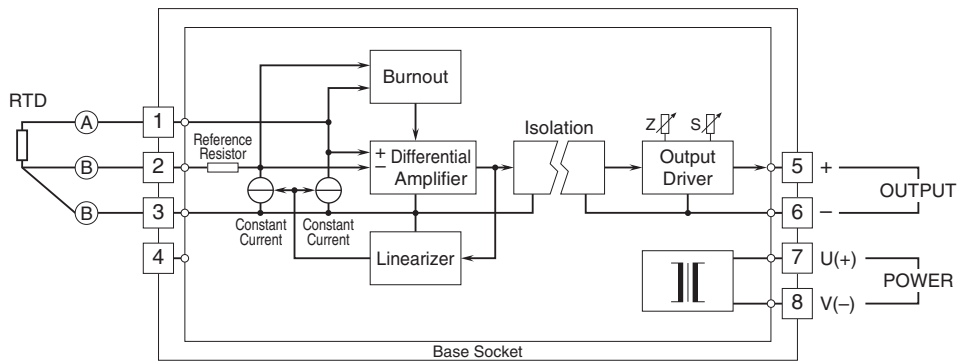 RTD
A
B
B
1
2
3
4
Reference
Resistor
Burnout
+
−
Differential
Amplifier
Constant
Current
Constant
Current
Linearizer
Isolation
Z
S
Output
Driver
5
+
6
−
OUTPUT
7
U(+)
8
V(−)
POWER
Base Socket